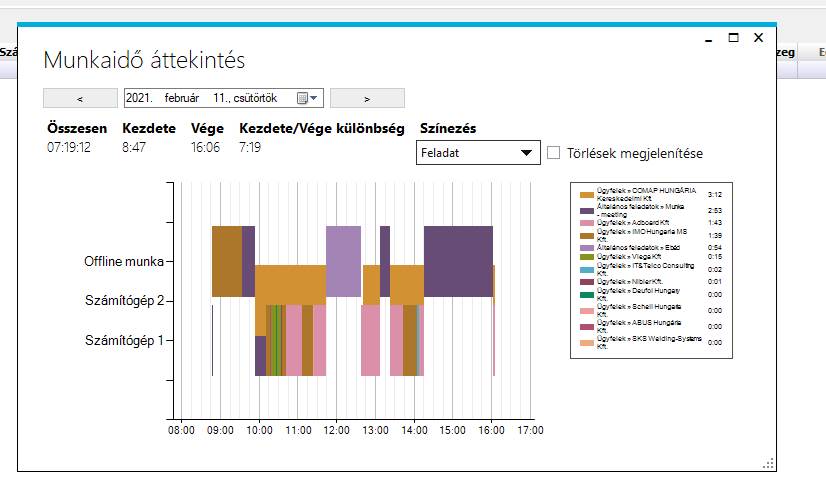 Szá
zeg
E
Munkaidő áttekintés
< 2021. február 11., csütörtök >
Összesen Kezdete Vége Kezdete/Vége különbség Színezés
07:19:12 8:47 16:06 7:19
Feladat Törlések megjelenítése
Offline munka
Számítógép 2
Számítógép 1
08:00 09:00 10:00 11:00 12:00 13:00 14:00 15:00 16:00 17:00
Ügyfelek » COMAP HUNGÁRIA
Kereskedelmi Kft. 3:12
Általános feladatok » Munka
- meeting 2:53
Ügyfelek » Adboard Kft 1:43
Ügyfelek » IMO Hungaria MS
Kft. 1:39
Általános feladatok » Ebéd 0:54
Ügyfelek » Viega Kft 0:15
Ügyfelek » IT&Telco Consulting
Kft. 0:02
Ügyfelek » Nibler Kft. 0:01
Ügyfelek » Deufol Hungary
Kft. 0:00
Ügyfelek » Schell Hungaria
Kft. 0:00
Ügyfelek » ABUS Hungária
Kft. 0:00
Ügyfelek » SKS Welding-Systems
Kft. 0:00